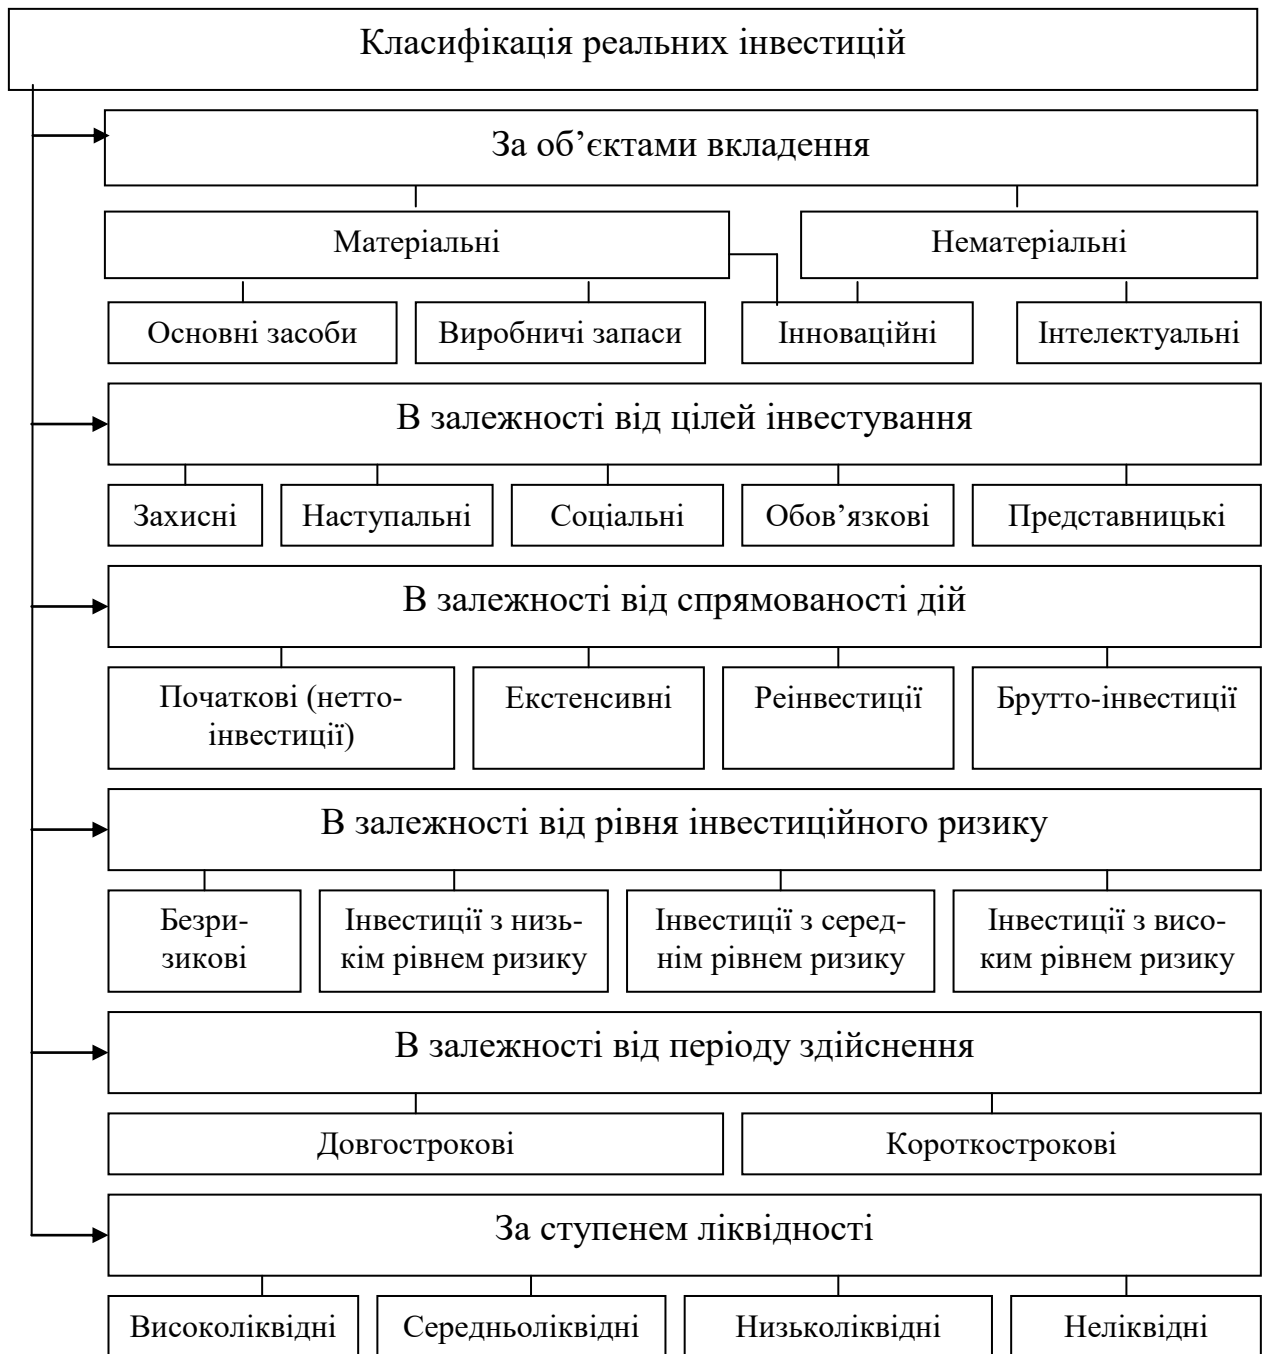 Класифікація реальних інвестицій
За об’єктами вкладення
Матеріальні
Нематеріальні
Основні засоби
Виробничі запаси
Інноваційні
Інтелектуальні
В залежності від цілей інвестування
Захисні
Наступальні
Соціальні
Обов’язкові
Представницькі
В залежності від спрямованості дій
Початкові (нетто-
інвестиції)
Екстенсивні
Реінвестиції
Брутто-інвестиції
В залежності від рівня інвестиційного ризику
Безри-
зикові
Інвестиції з низь-
кім рівнем ризику
Інвестиції з серед-
нім рівнем ризику
Інвестиції з висо-
ким рівнем ризику
В залежності від періоду здійснення
Довгострокові
Короткострокові
За ступенем ліквідності
Високоліквідні
Середньоліквідні
Низьколіквідні
Неліквідні